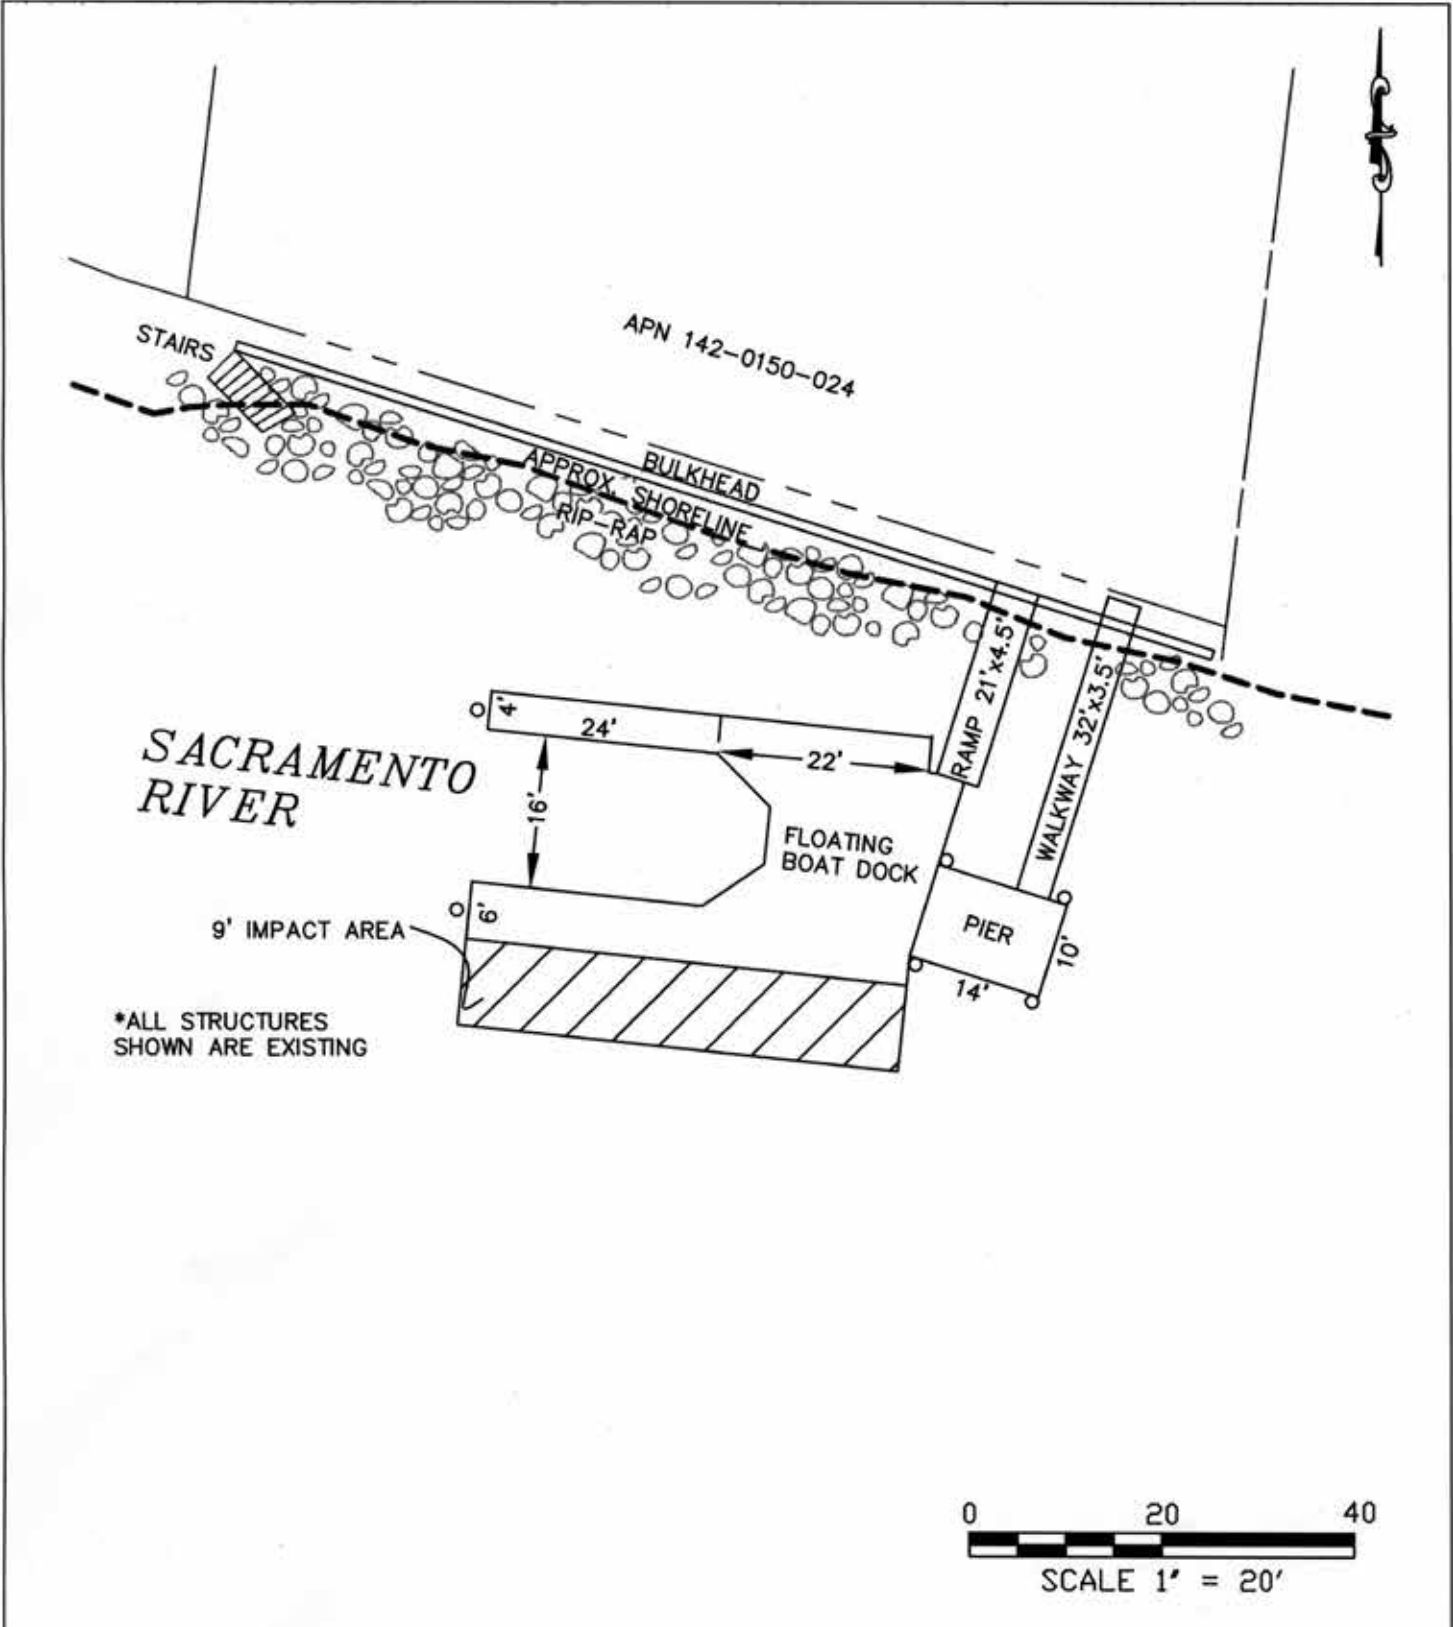 STAIRS
APN 142-0150-024
BULKHEAD
APPROX. SHORELINE
RIP-RAP
RAMP 21'x4.5'
WALKWAY 32'x3.5'
4'
24'
22'
SACRAMENTO
RIVER
16'
FLOATING
BOAT DOCK
6'
9' IMPACT AREA
PIER
10'
14'
*ALL STRUCTURES
SHOWN ARE EXISTING
0 20 40
SCALE 1" = 20'